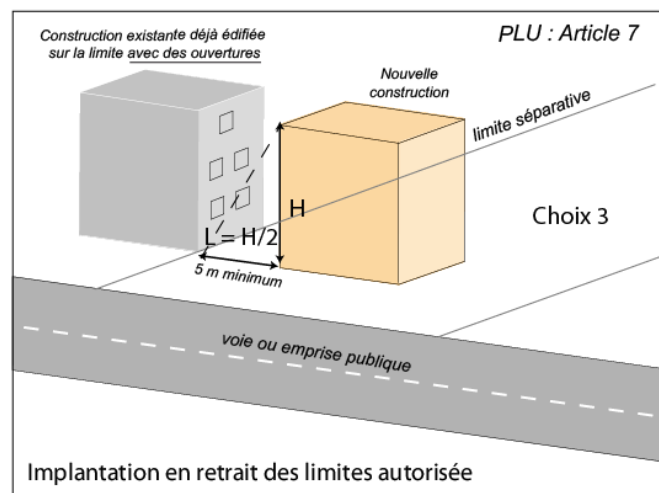 Construction existante déjà édifiée
sur la limite avec des ouvertures
PLU : Article 7
Nouvelle
construction
limite séparative
H
L = H/2
5 m minimum
Choix 3
voie ou emprise publique
Implantation en retrait des limites autorisée